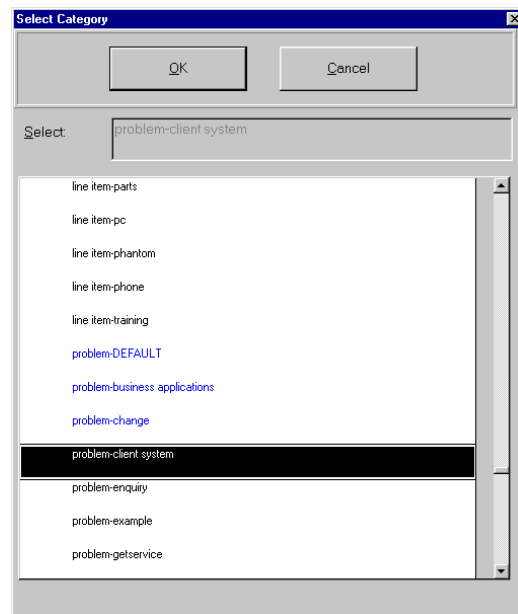 Select Category
OK
Cancel
Select:
problem-client system
line item-parts
line item-pc
line item-phantom
line item-phone
line item-training
problem-DEFAULT
problem-business applications
problem-change
problem-client system
problem-enquiry
problem-example
problem-getservice